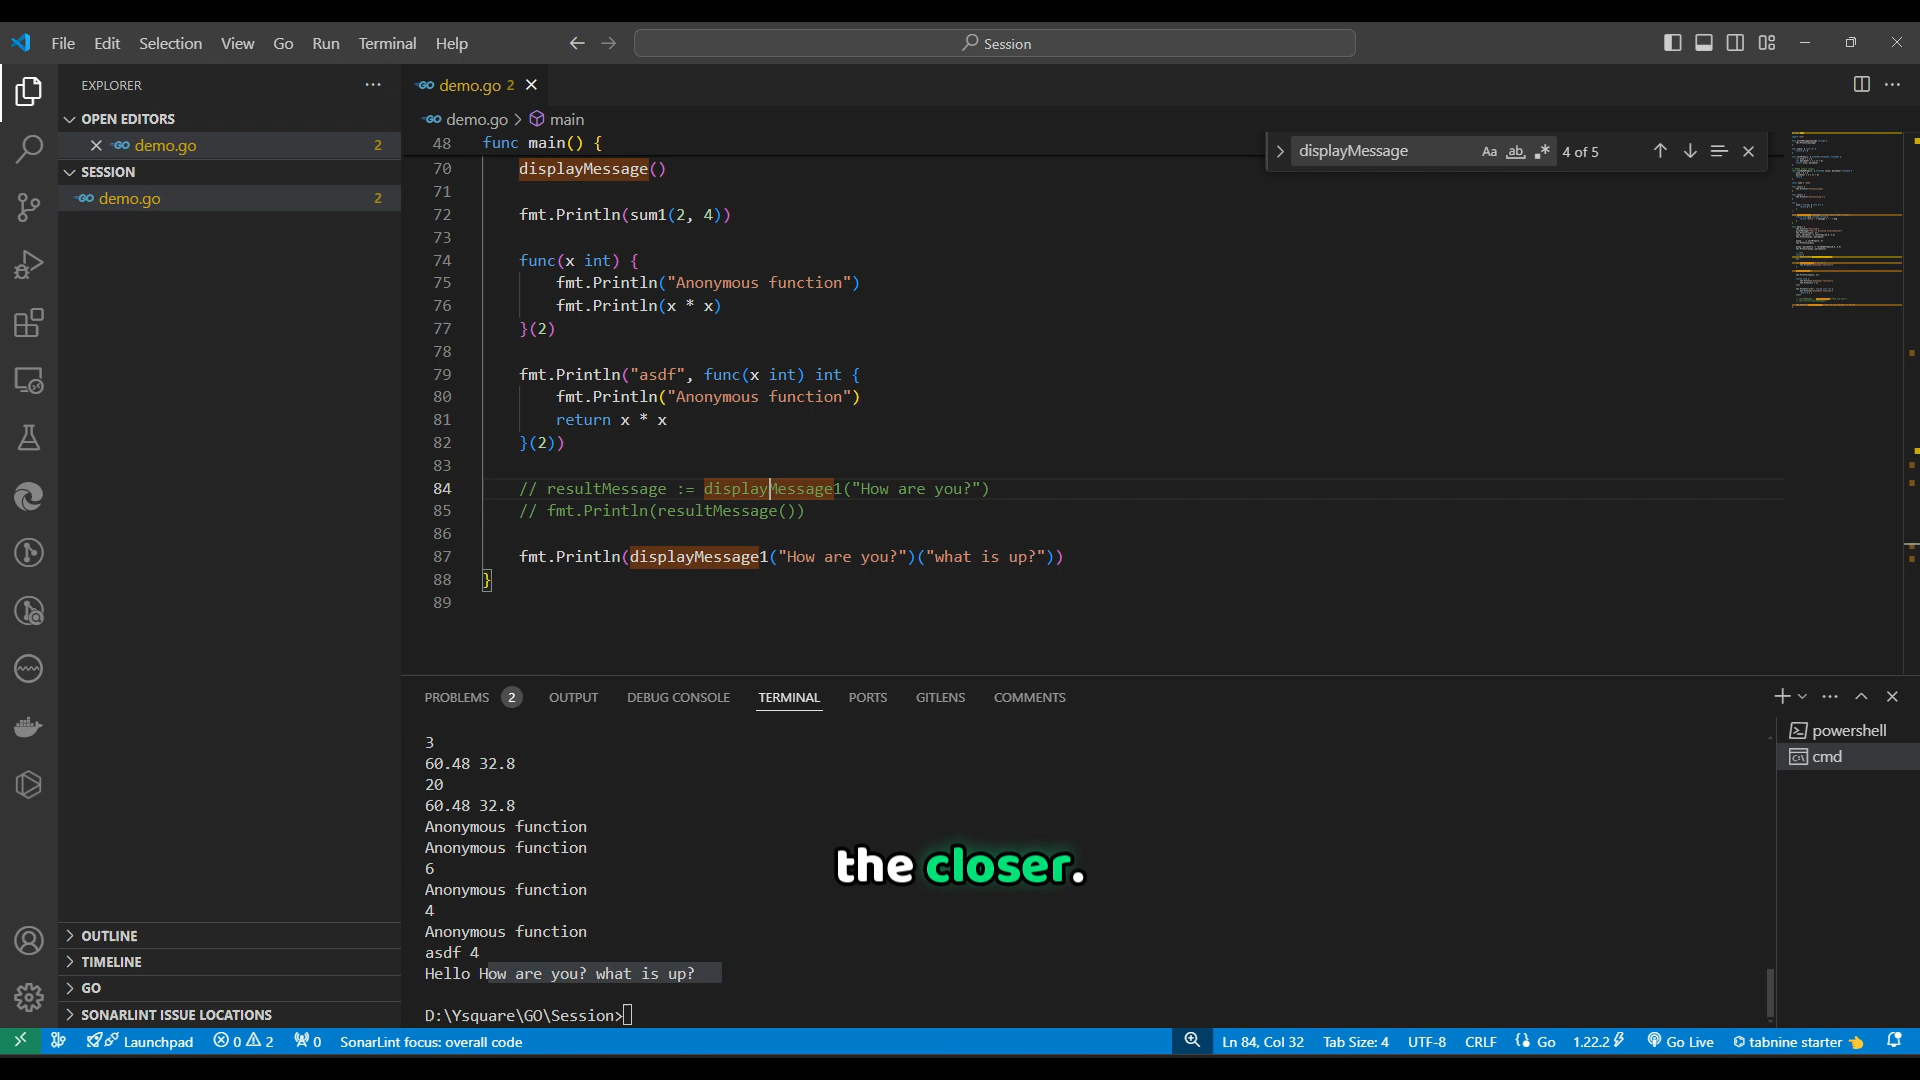 File Edit Selection View Go Run Terminal Help
Session
EXPLORER
OPEN EDITORS
demo.go 2
SESSION
demo.go 2
OUTLINE
TIMELINE
GO
SONARLINT ISSUE LOCATIONS
demo.go 2
demo.go > main
displayMessage Aa ab 4 of 5
48 func main() {
70 displayMessage()
71
72 fmt.Println(sum1(2, 4))
73
74 func(x int) {
75 fmt.Println("Anonymous function")
76 fmt.Println(x * x)
77 }(2)
78
79 fmt.Println("asdf", func(x int) int {
80 fmt.Println("Anonymous function")
81 return x * x
82 }(2))
83
84 // resultMessage := displayMessage1("How are you?")
85 // fmt.Println(resultMessage())
86
87 fmt.Println(displayMessage1("How are you?")("what is up?"))
88 }
89
PROBLEMS 2 OUTPUT DEBUG CONSOLE TERMINAL PORTS GITLENS COMMENTS
powershell
cmd
3
60.48 32.8
20
60.48 32.8
Anonymous function
Anonymous function
6
Anonymous function
4
Anonymous function
asdf 4
Hello How are you? what is up?
D:\Ysquare\GO\Session>
the closer.
Launchpad 0 2 0 SonarLint focus: overall code Ln 84, Col 32 Tab Size: 4 UTF-8 CRLF Go 1.22.2 Go Live tabnine starter